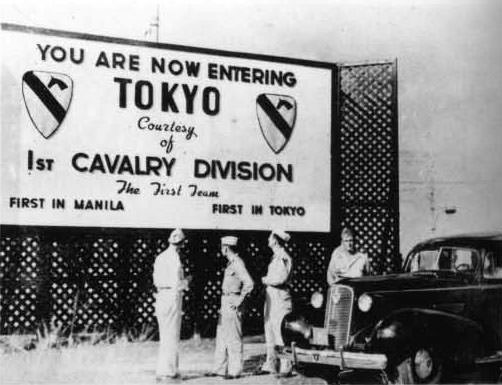 YOU ARE NOW ENTERING
TOKYO
Courtesy
of
1ST CAVALRY DIVISION
The First Team
FIRST IN MANILA FIRST IN TOKYO